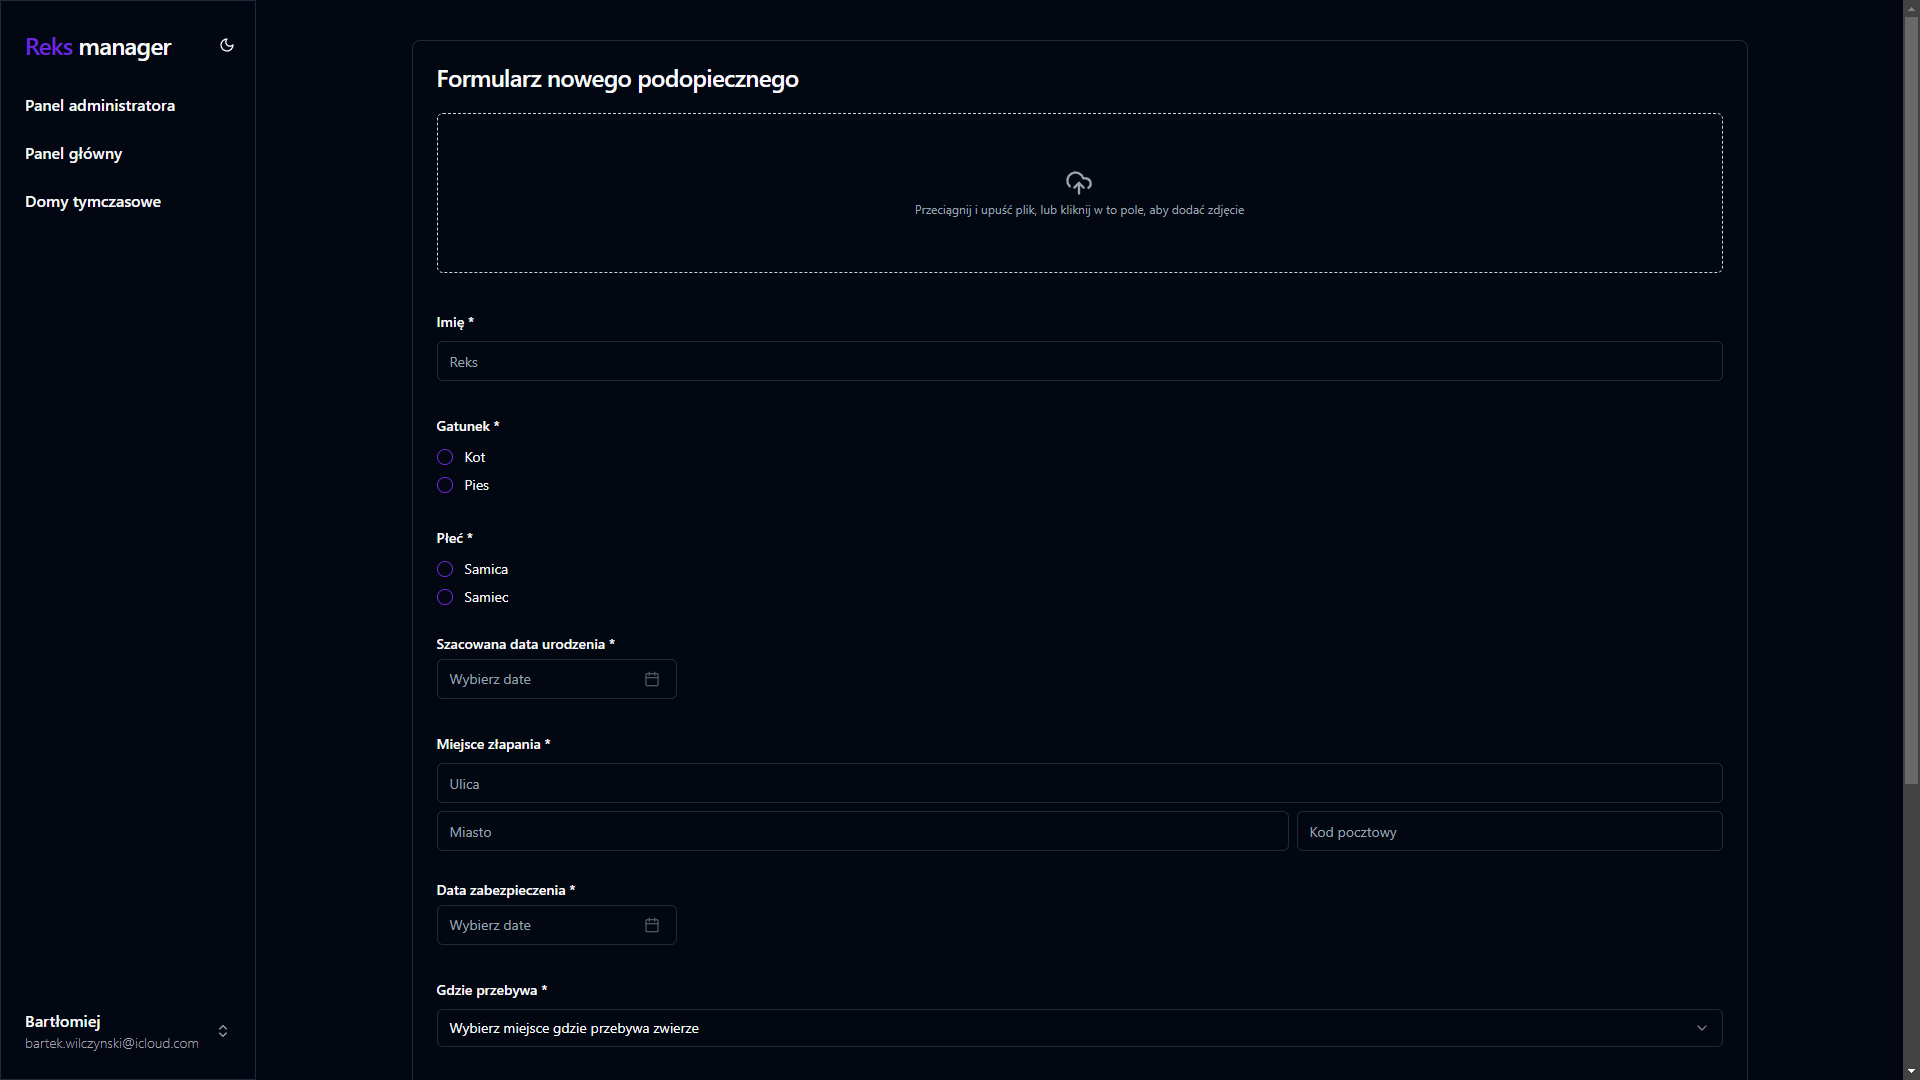 Reks manager
Panel administratora
Panel główny
Domy tymczasowe
Formularz nowego podopiecznego
Przeciągnij i upuść plik, lub kliknij w to pole, aby dodać zdjęcie
Imię *
Reks
Gatunek *
Kot
Pies
Płeć *
Samica
Samiec
Szacowana data urodzenia *
Wybierz date
Miejsce złapania *
Ulica
Miasto
Kod pocztowy
Data zabezpieczenia *
Wybierz date
Gdzie przebywa *
Wybierz miejsce gdzie przebywa zwierze
Bartłomiej
bartek.wilczynski@icloud.com